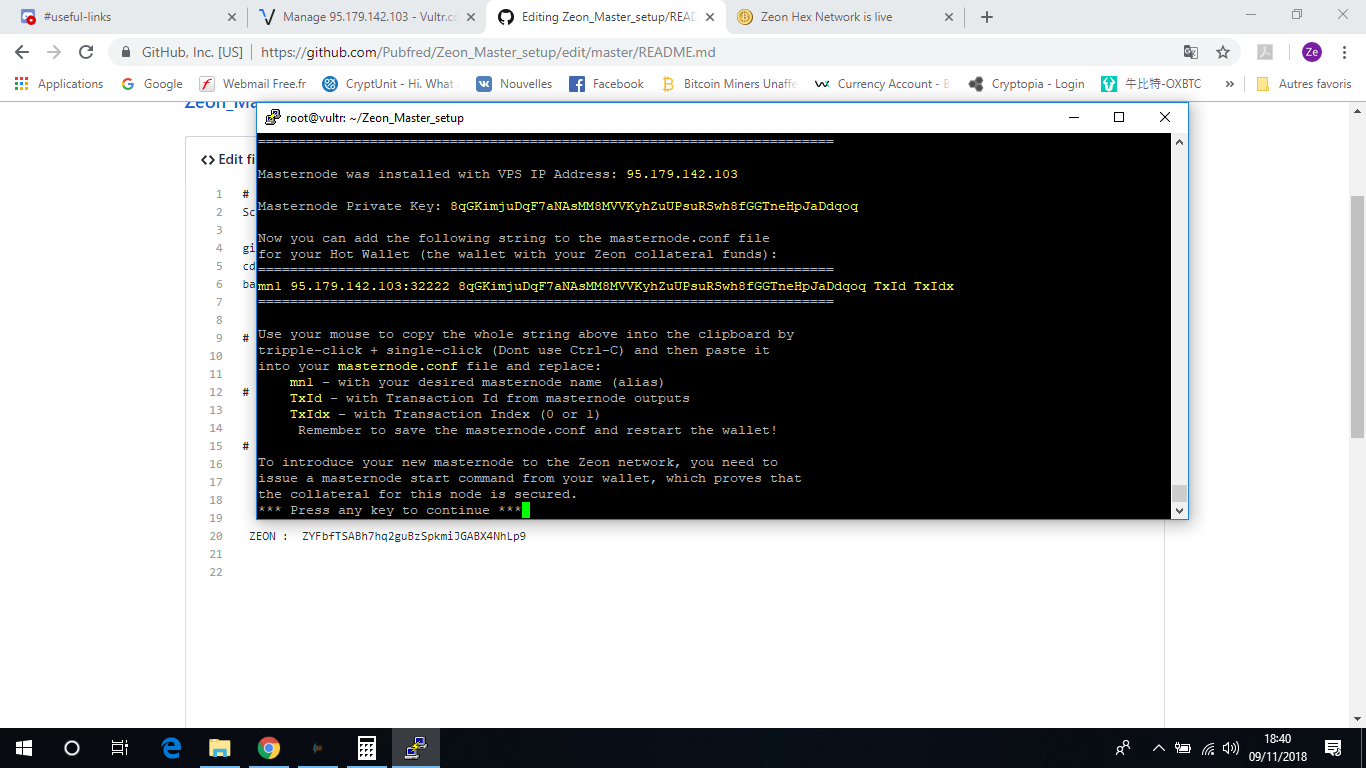 #useful-links
Manage 95.179.142.103 - Vultr.co
Editing Zeon_Master_setup/READ
Zeon Hex Network is live
GitHub, Inc. [US] | https://github.com/Pubfred/Zeon_Master_setup/edit/master/README.md
Ze
Applications
Google
Webmail Free.fr
CryptUnit - Hi. What
Nouvelles
Facebook
Bitcoin Miners Unaffe
Currency Account - B
Cryptopia - Login
牛比特-OXBTC
»
Autres favoris
Zeon_Ma
root@vultr: ~/Zeon_Master_setup
<> Edit fi
1 #
2 Sc
3
4 gi
5 cd
6 ba
7
8
9 #
10
11
12 #
13
14
15 #
16
17
18
19
20 ZEON : ZYFbfTSABh7hq2guBzSpkmiJGABX4NhLp9
21
22
========================================================================
Masternode was installed with VPS IP Address: 95.179.142.103
Masternode Private Key: 8qGKimjuDqF7aNAsMM8MVVKyhZuUPsuRSwh8fGGTneHpJaDdqoq
Now you can add the following string to the masternode.conf file
for your Hot Wallet (the wallet with your Zeon collateral funds):
========================================================================
mn1 95.179.142.103:32222 8qGKimjuDqF7aNAsMM8MVVKyhZuUPsuRSwh8fGGTneHpJaDdqoq TxId TxIdx
========================================================================
Use your mouse to copy the whole string above into the clipboard by
tripple-click + single-click (Dont use Ctrl-C) and then paste it
into your masternode.conf file and replace:
mn1 - with your desired masternode name (alias)
TxId - with Transaction Id from masternode outputs
TxIdx - with Transaction Index (0 or 1)
Remember to save the masternode.conf and restart the wallet!
To introduce your new masternode to the Zeon network, you need to
issue a masternode start command from your wallet, which proves that
the collateral for this node is secured.
*** Press any key to continue ***
18:40
09/11/2018